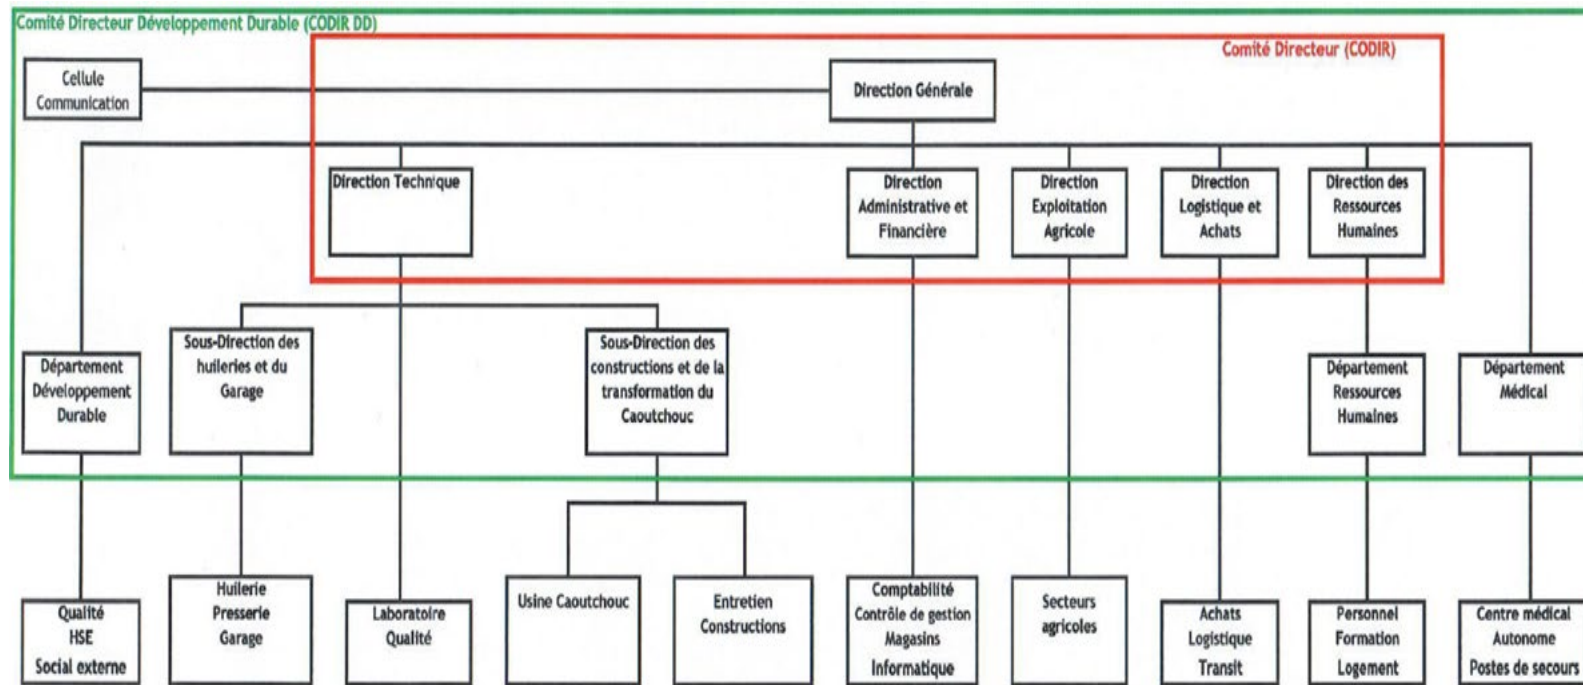 Comité Directeur Développement Durable (CODIR DD)
Comité Directeur (CODIR)
Cellule
Communication
Direction Générale
Direction Technique
Direction
Administrative et
Financière
Direction
Exploitation
Agricole
Direction
Logistique et
Achats
Direction des
Ressources
Humaines
Département
Développement
Durable
Sous-Direction des
huileries et du
Garage
Sous-Direction des
constructions et de la
transformation du
Caoutchouc
Département
Ressources
Humaines
Département
Médical
Qualité
HSE
Social externe
Huilerie
Presserie
Garage
Laboratoire
Qualité
Usine Caoutchouc
Entretien
Constructions
Comptabilité
Contrôle de gestion
Magasins
Informatique
Secteurs
agricoles
Achats
Logistique
Transit
Personnel
Formation
Logement
Centre médical
Autonome
Postes de secours